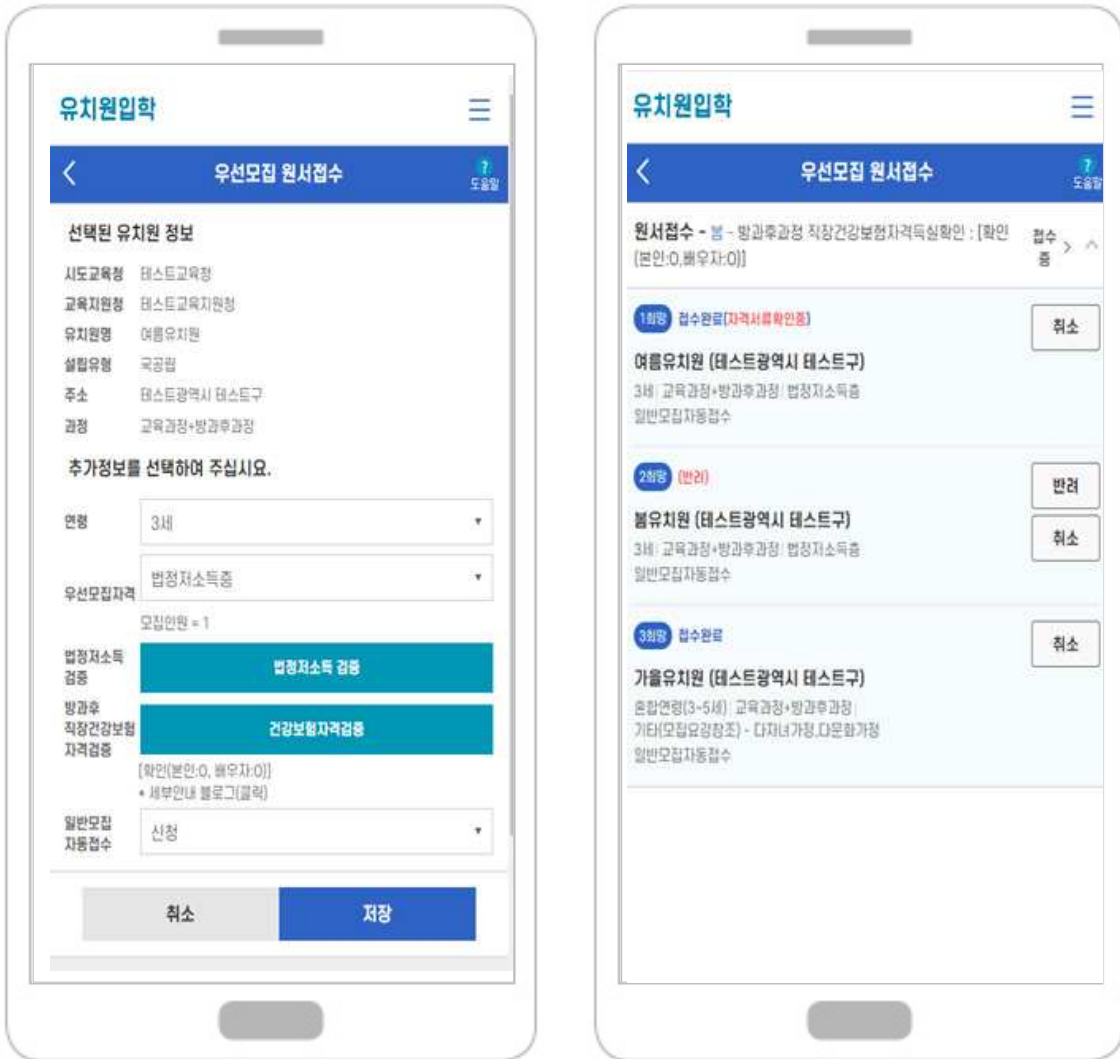 유치원입학
우선모집 원서접수
?
도움말
선택된 유치원 정보
시도교육청 테스트교육청
교육지원청 테스트교육지원청
유치원명 여름유치원
설립유형 국공립
주소 테스트광역시 테스트구
과정 교육과정+방과후과정
추가정보를 선택하여 주십시요.
연령 3세
우선모집자격 법정저소득층
모집인원 = 1
법정저소득
검증
법정저소득 검증
방과후
직장건강보험
자격검증
건강보험자격검증
[확인(본인:0, 배우자:0)]
* 세부안내 블로그(클릭)
일반모집
자동접수
신청
취소
저장
유치원입학
우선모집 원서접수
?
도움말
원서접수 - 봄 - 방과후과정 직장건강보험자격득실확인 : [확인
(본인:0,배우자:0)]
접수
중
1희망 접수완료(자격서류확인중)
취소
여름유치원 (테스트광역시 테스트구)
3세| 교육과정+방과후과정| 법정저소득층
일반모집자동접수
2희망 (반려)
반려
봄유치원 (테스트광역시 테스트구)
취소
3세| 교육과정+방과후과정| 법정저소득층
일반모집자동접수
3희망 접수완료
취소
가을유치원 (테스트광역시 테스트구)
혼합연령(3~5세)| 교육과정+방과후과정|
기타(모집요강참조) - 다자녀가정,다문화가정
일반모집자동접수